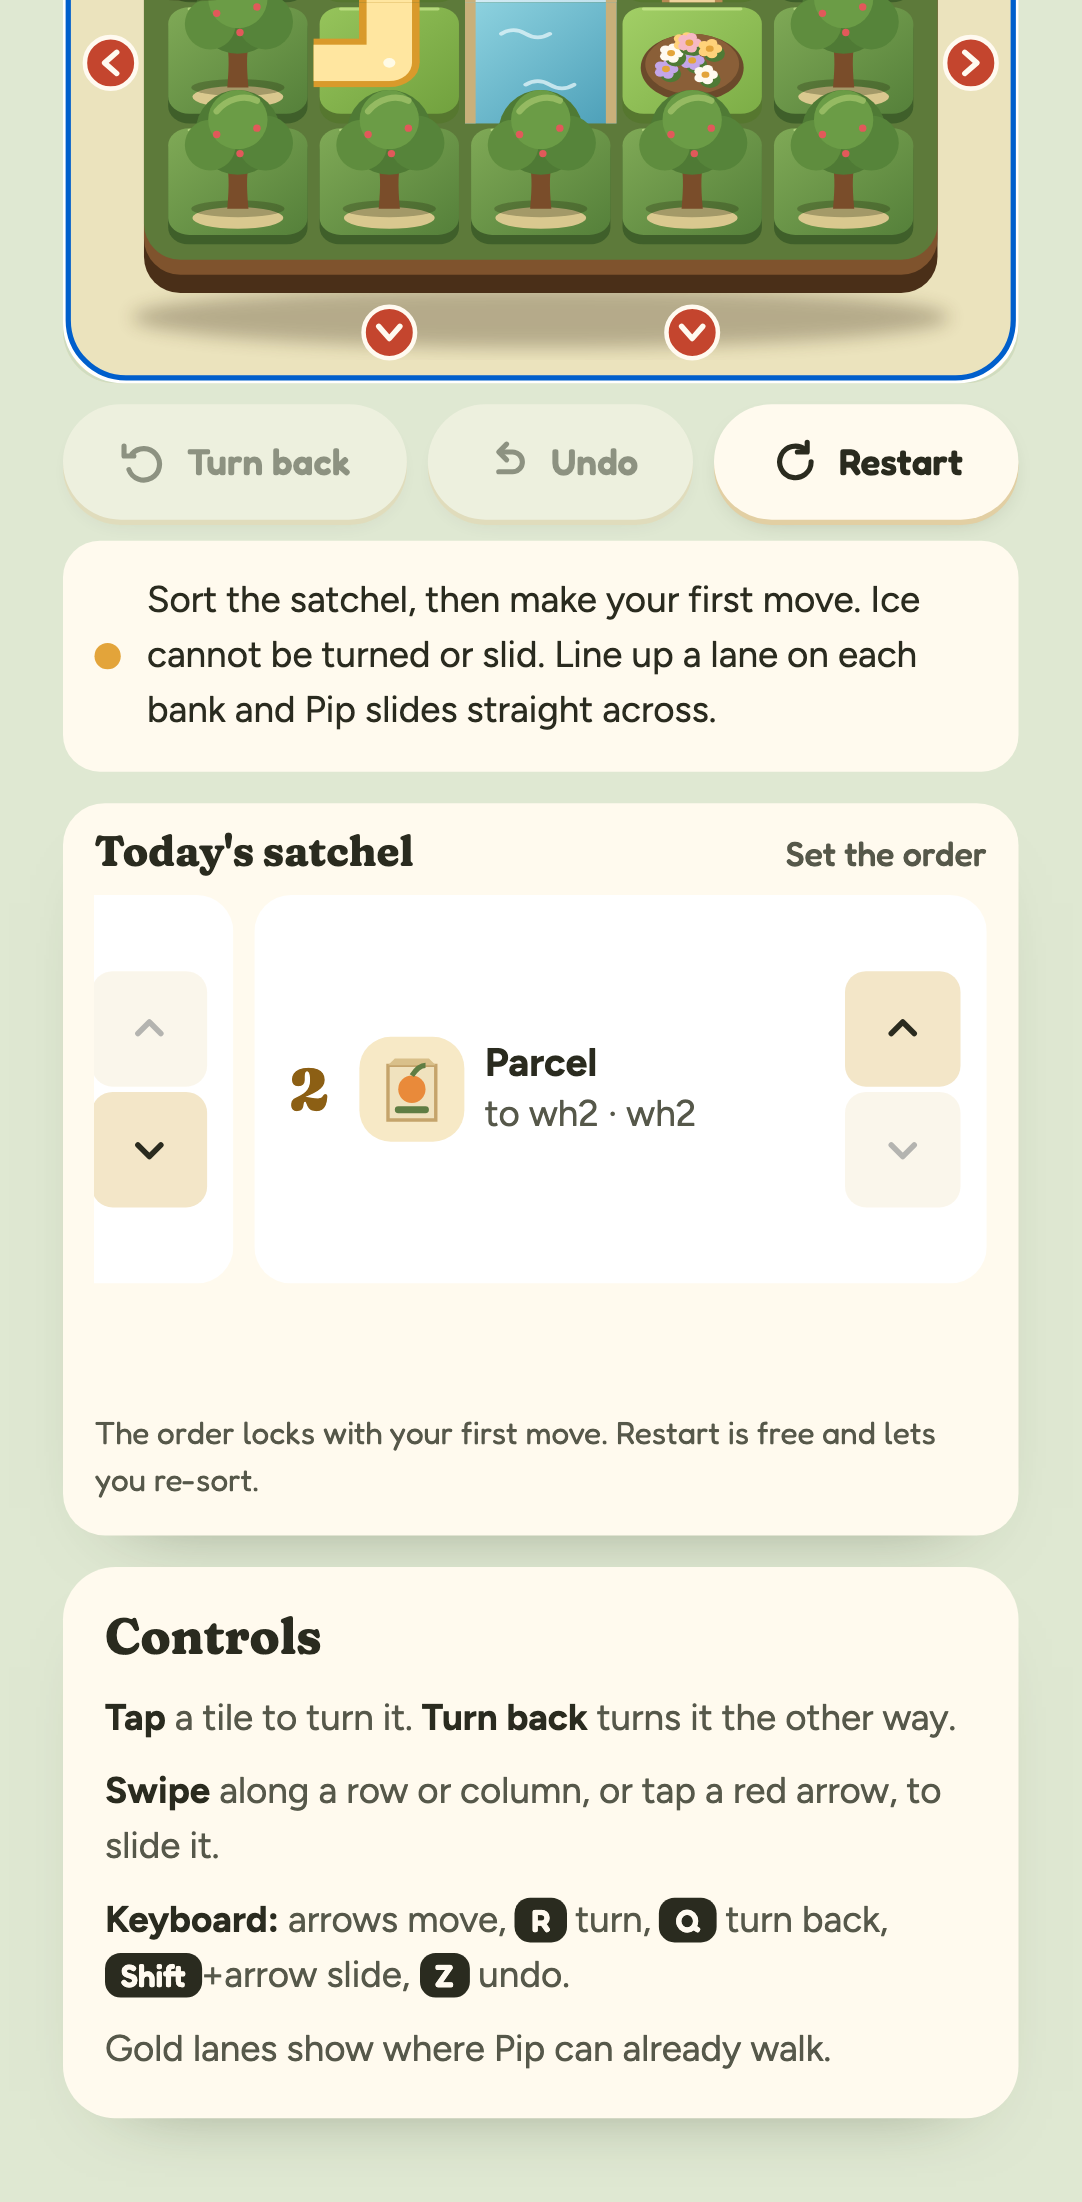 Turn back
Undo
Restart
Sort the satchel, then make your first move. Ice
cannot be turned or slid. Line up a lane on each
bank and Pip slides straight across.
Today's satchel
Set the order
2
Parcel
to wh2 · wh2
The order locks with your first move. Restart is free and lets
you re-sort.
Controls
Tap a tile to turn it. Turn back turns it the other way.
Swipe along a row or column, or tap a red arrow, to
slide it.
Keyboard: arrows move, R turn, Q turn back,
Shift+arrow slide, Z undo.
Gold lanes show where Pip can already walk.